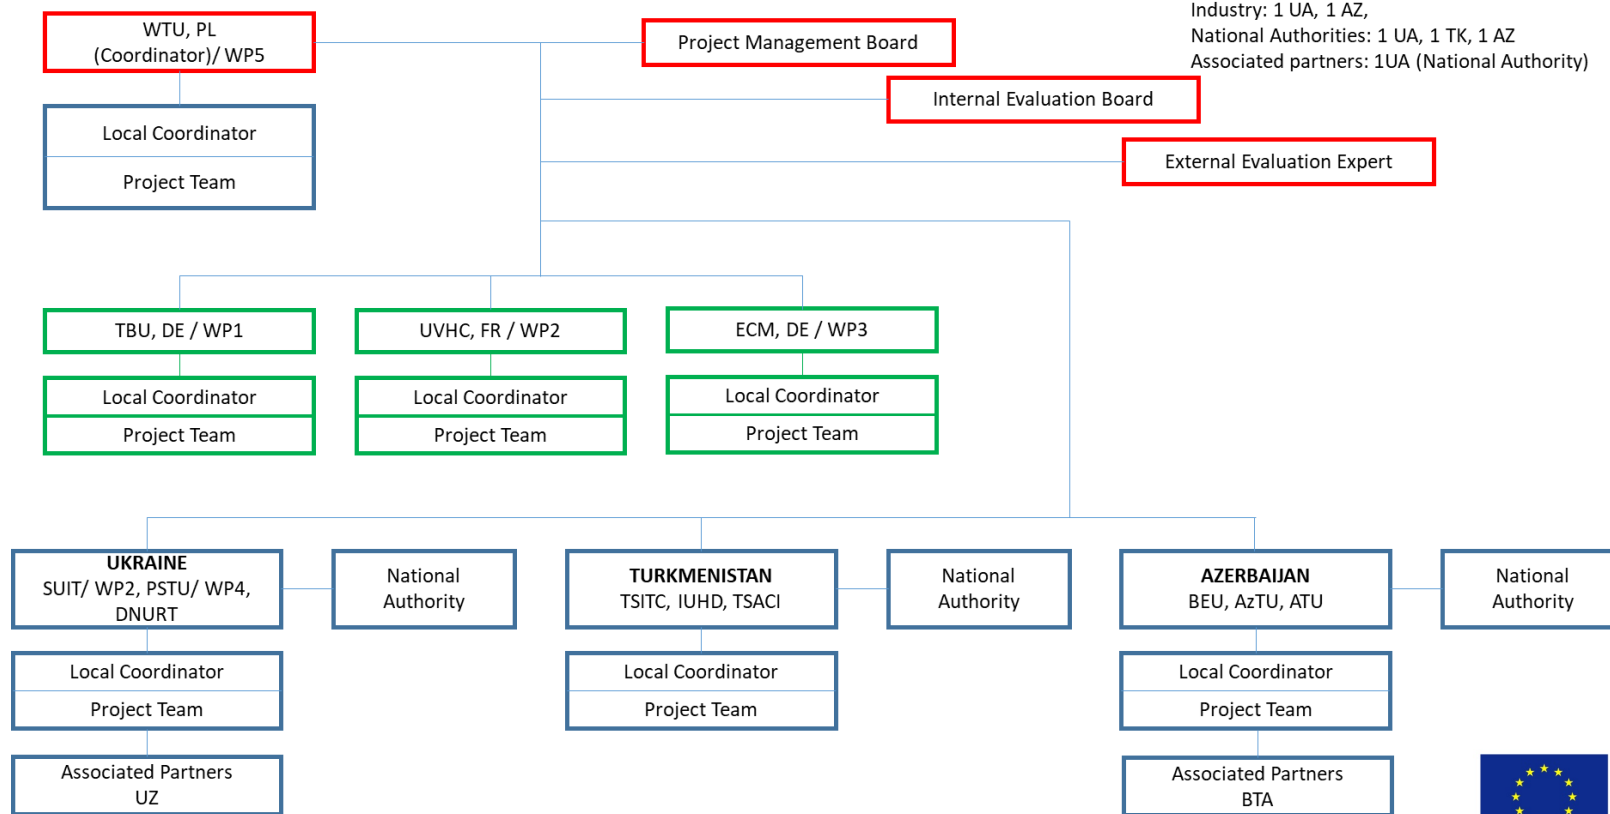 Industry: 1 UA, 1 AZ,
National Authorities: 1 UA, 1 TK, 1 AZ
Associated partners: 1UA (National Authority)
WTU, PL
(Coordinator)/ WP5
Project Management Board
Internal Evaluation Board
External Evaluation Expert
Local Coordinator
Project Team
TBU, DE / WP1
UVHC, FR / WP2
ECM, DE / WP3
Local Coordinator
Project Team
Local Coordinator
Project Team
Local Coordinator
Project Team
UKRAINE
SUIT/ WP2, PSTU/ WP4,
DNURT
National
Authority
TURKMENISTAN
TSITC, IUHD, TSACI
National
Authority
AZERBAIJAN
BEU, AzTU, ATU
National
Authority
Local Coordinator
Project Team
Local Coordinator
Project Team
Local Coordinator
Project Team
Associated Partners
UZ
Associated Partners
BTA